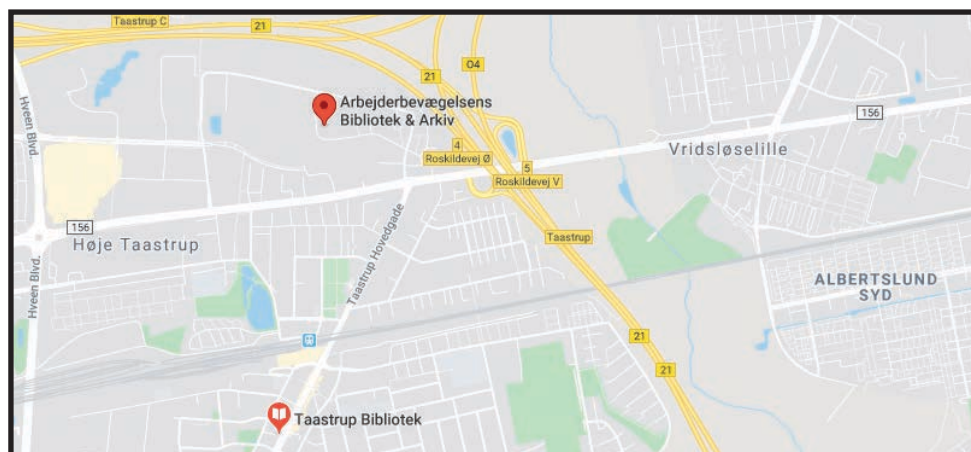 Taastrup C
21
21
04
Arbejderbevægelsens
Bibliotek & Arkiv
4
Roskildevej Ø
5
Roskildevej V
156
Vridsløselille
Hveen Blvd.
156
Høje Taastrup
Hveen Blvd.
Taastrup Hovedgade
Taastrup
ALBERTSLUND
SYD
21
21
Taastrup Bibliotek